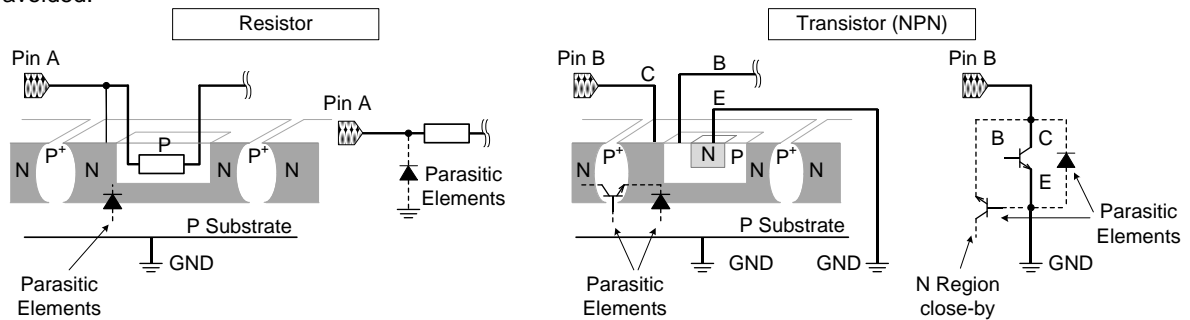 avoided.
Resistor
Transistor (NPN)
Pin A
Pin A
Parasitic
Elements
N
P+
N
P
N
P+
N
P Substrate
GND
Parasitic
Elements
Pin B
C
B
E
N
P+
N
N
P
N
P+
N
P Substrate
GND
GND
Parasitic
Elements
Pin B
B
C
E
Parasitic
Elements
GND
N Region
close-by